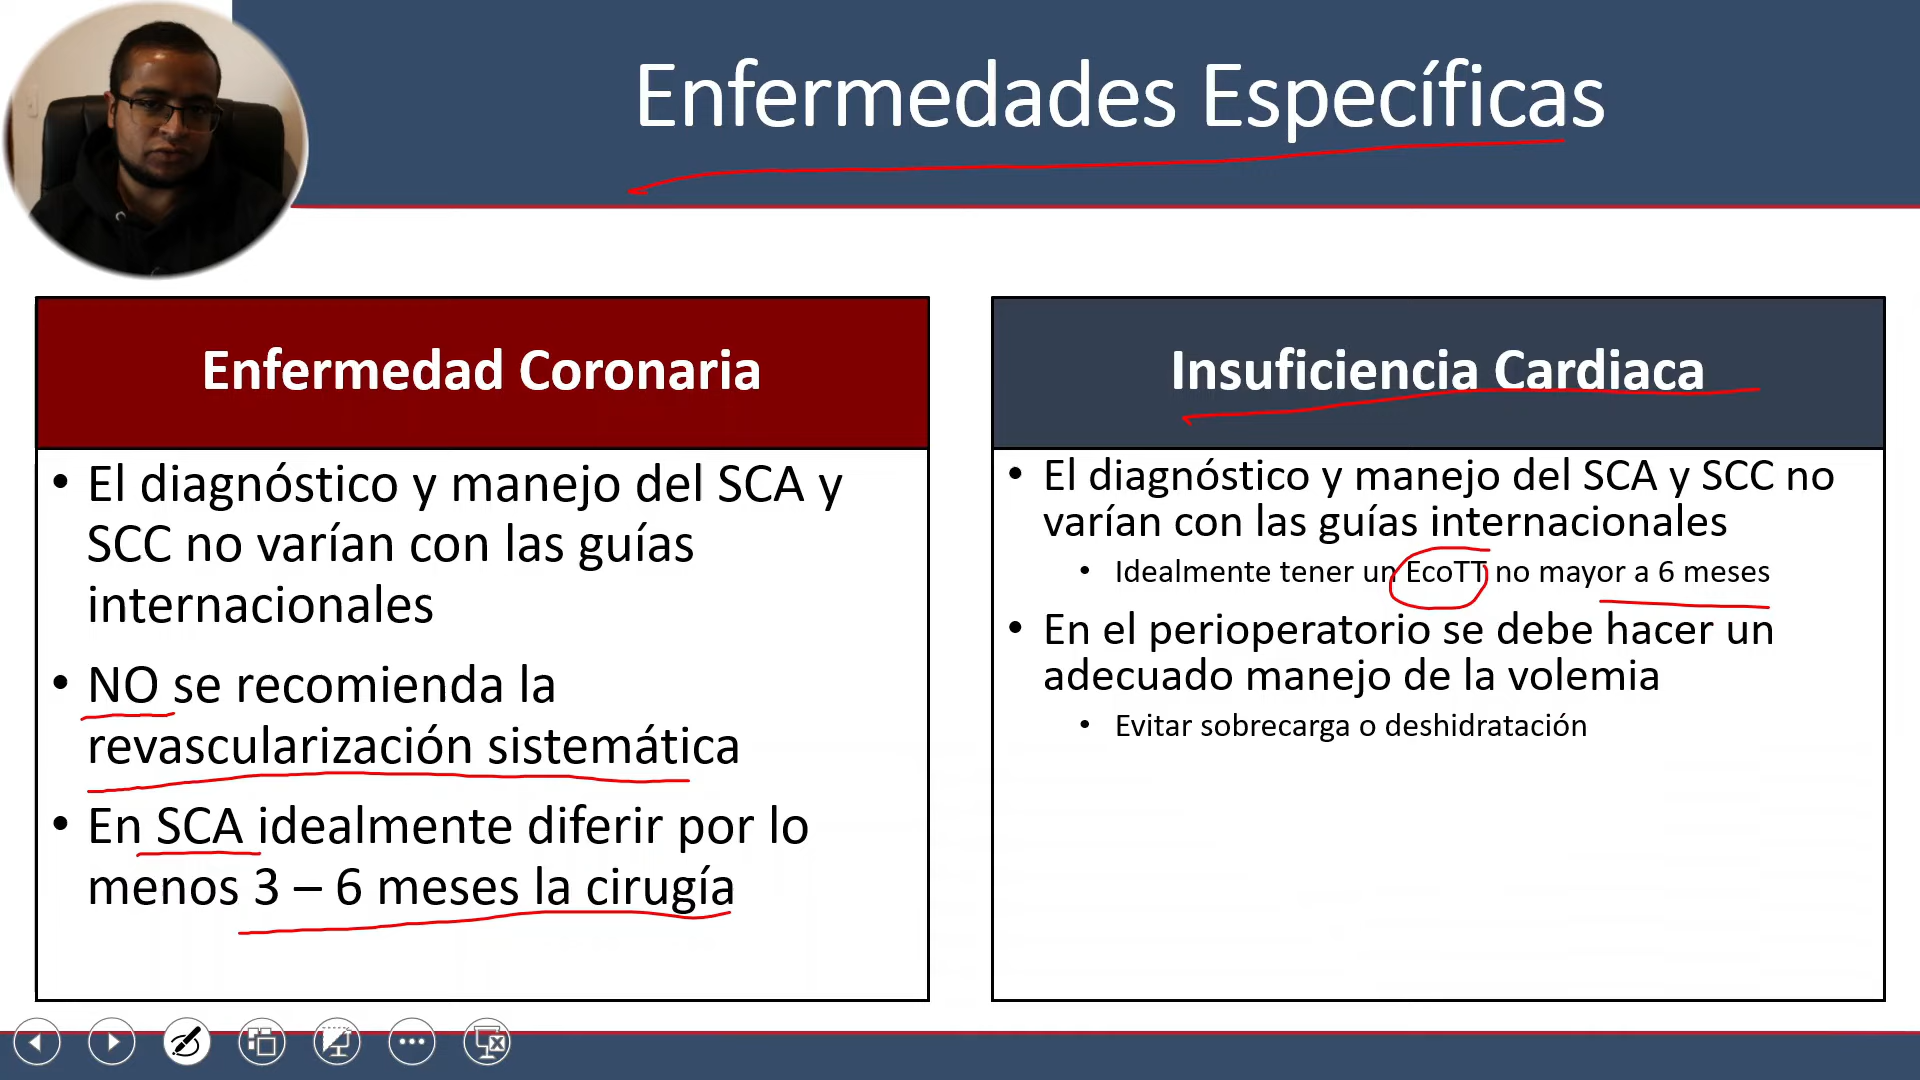 Enfermedades Específicas
Enfermedad Coronaria
• El diagnóstico y manejo del SCA y
SCC no varían con las guías
internacionales
• NO se recomienda la
revascularización sistemática
• En SCA idealmente diferir por lo
menos 3 – 6 meses la cirugía
Insuficiencia Cardiaca
• El diagnóstico y manejo del SCA y SCC no
varían con las guías internacionales
• Idealmente tener un EcoTT no mayor a 6 meses
• En el perioperatorio se debe hacer un
adecuado manejo de la volemia
• Evitar sobrecarga o deshidratación